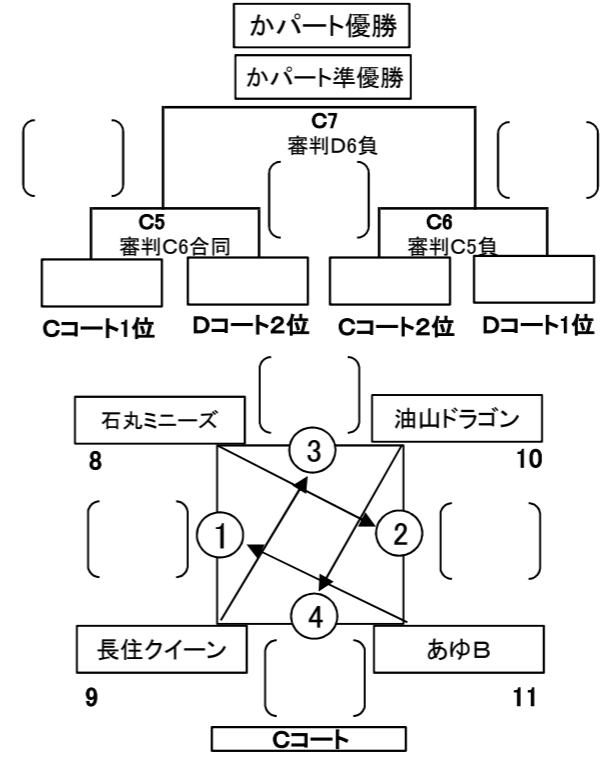 かパート優勝
かパート準優勝
C7
審判D6負
C5
審判C6合同
C6
審判C5負
Cコート1位
Dコート2位
Cコート2位
Dコート1位
石丸ミニーズ
油山ドラゴン
8
③
10
①
②
④
長住クイーン
あゆB
9
11
Cコート